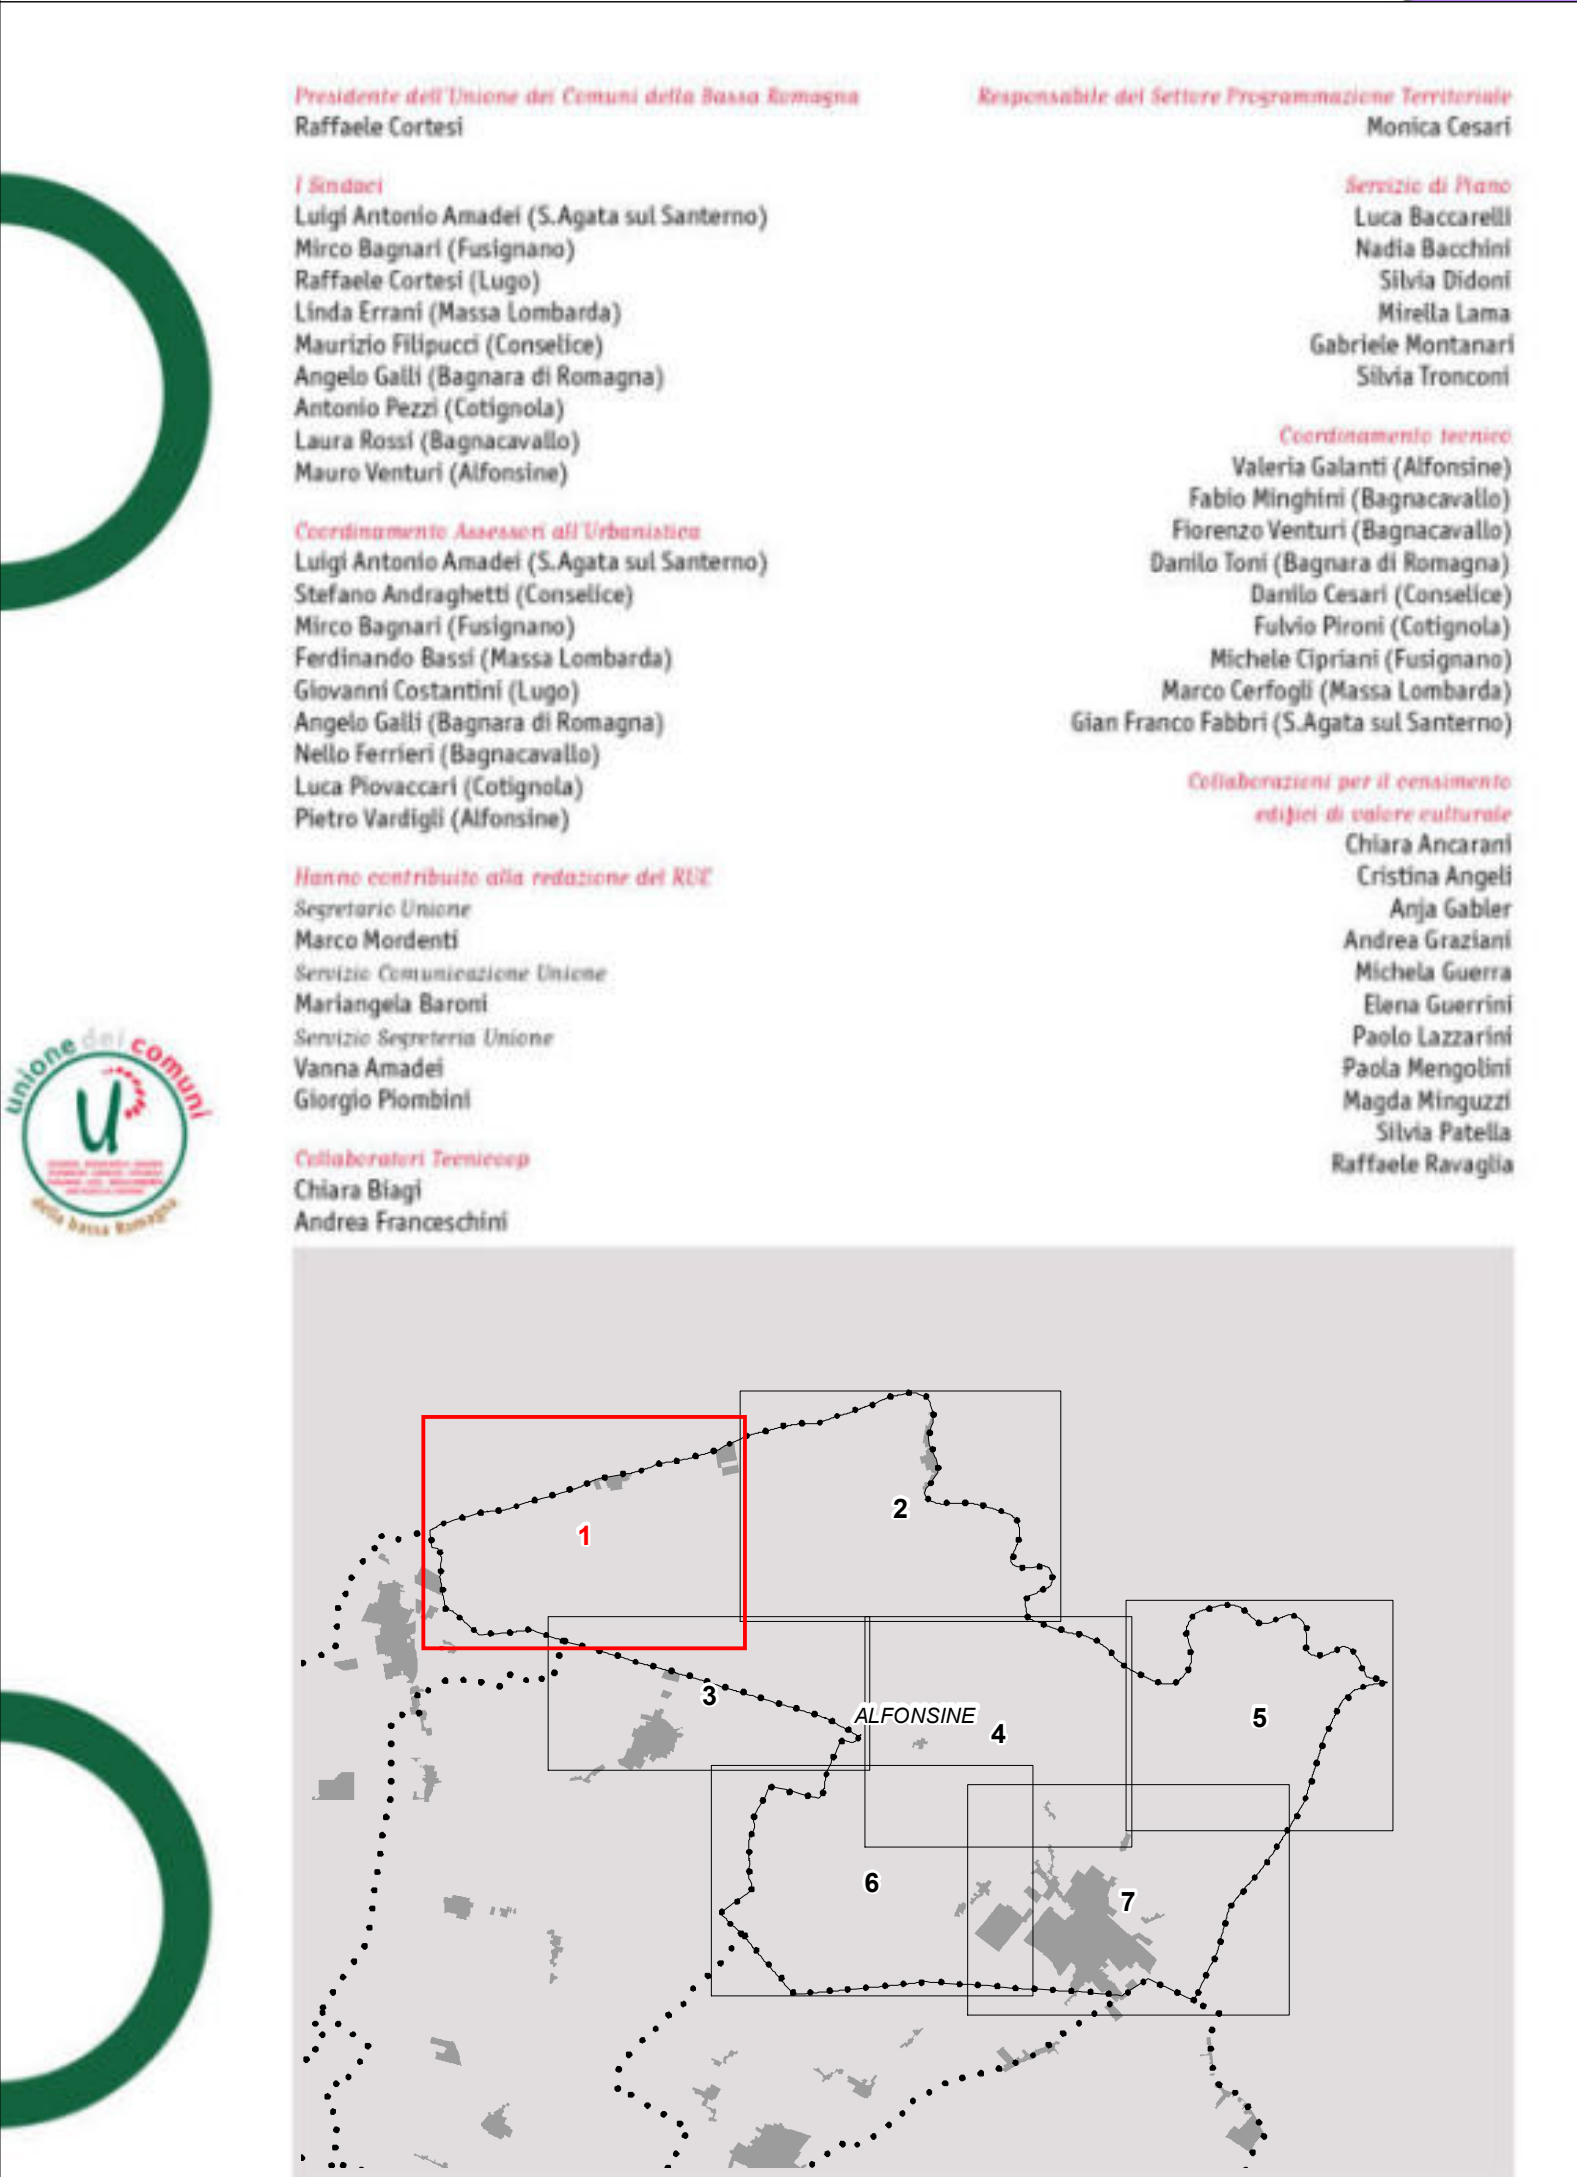 Presidente dell'Unione dei Comuni della Bassa Romagna
Raffaele Cortesi
I Sindaci
Luigi Antonio Amadei (S.Agata sul Santerno)
Mirco Bagnari (Fusignano)
Raffaele Cortesi (Lugo)
Linda Errani (Massa Lombarda)
Maurizio Filipucci (Conselice)
Angelo Galli (Bagnara di Romagna)
Antonio Pezzi (Cotignola)
Laura Rossi (Bagnacavallo)
Mauro Venturi (Alfonsine)
Coordinamento Assessori all'Urbanistica
Luigi Antonio Amadei (S.Agata sul Santerno)
Stefano Andraghetti (Conselice)
Mirco Bagnari (Fusignano)
Ferdinando Bassi (Massa Lombarda)
Giovanni Costantini (Lugo)
Angelo Galli (Bagnara di Romagna)
Nello Ferrieri (Bagnacavallo)
Luca Piovaccari (Cotignola)
Pietro Vardigli (Alfonsine)
Hanno contribuito alla redazione del RUE
Segretario Unione
Marco Mordenti
Servizio Comunicazione Unione
Mariangela Baroni
Servizio Segreteria Unione
Vanna Amadei
Giorgio Piombini
Collaboratori Tecnicoop
Chiara Biagi
Andrea Franceschini
Responsabile del Settore Programmazione Territoriale
Monica Cesari
Servizio di Piano
Luca Baccarelli
Nadia Bacchini
Silvia Didoni
Mirella Lama
Gabriele Montanari
Silvia Tronconi
Coordinamento tecnico
Valeria Galanti (Alfonsine)
Fabio Minghini (Bagnacavallo)
Fiorenzo Venturi (Bagnacavallo)
Danilo Toni (Bagnara di Romagna)
Danilo Cesari (Conselice)
Fulvio Pironi (Cotignola)
Michele Cipriani (Fusignano)
Marco Cerfogli (Massa Lombarda)
Gian Franco Fabbri (S.Agata sul Santerno)
Collaborazioni per il censimento
edifici di valore culturale
Chiara Ancarani
Cristina Angeli
Anja Gabler
Andrea Graziani
Michela Guerra
Elena Guerrini
Paolo Lazzarini
Paola Mengolini
Magda Minguzzi
Silvia Patella
Raffaele Ravaglia
unione dei comuni
della bassa Romagna
1
2
3
ALFONSINE
4
5
6
7